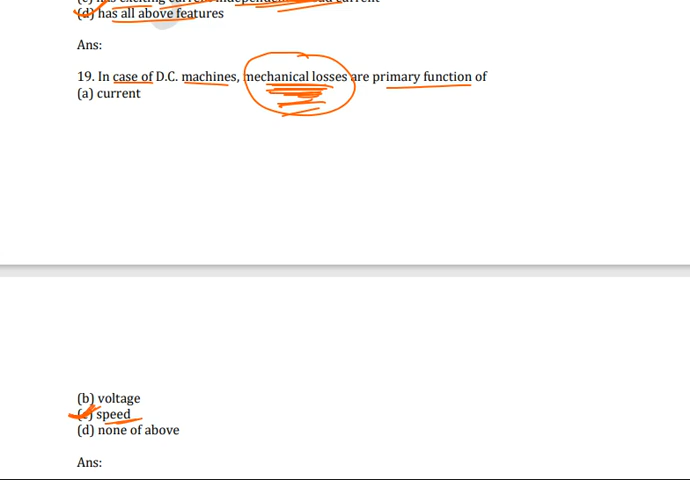 (d) has all above features
Ans:
19. In case of D.C. machines, mechanical losses are primary function of
(a) current
(b) voltage
(c) speed
(d) none of above
Ans: